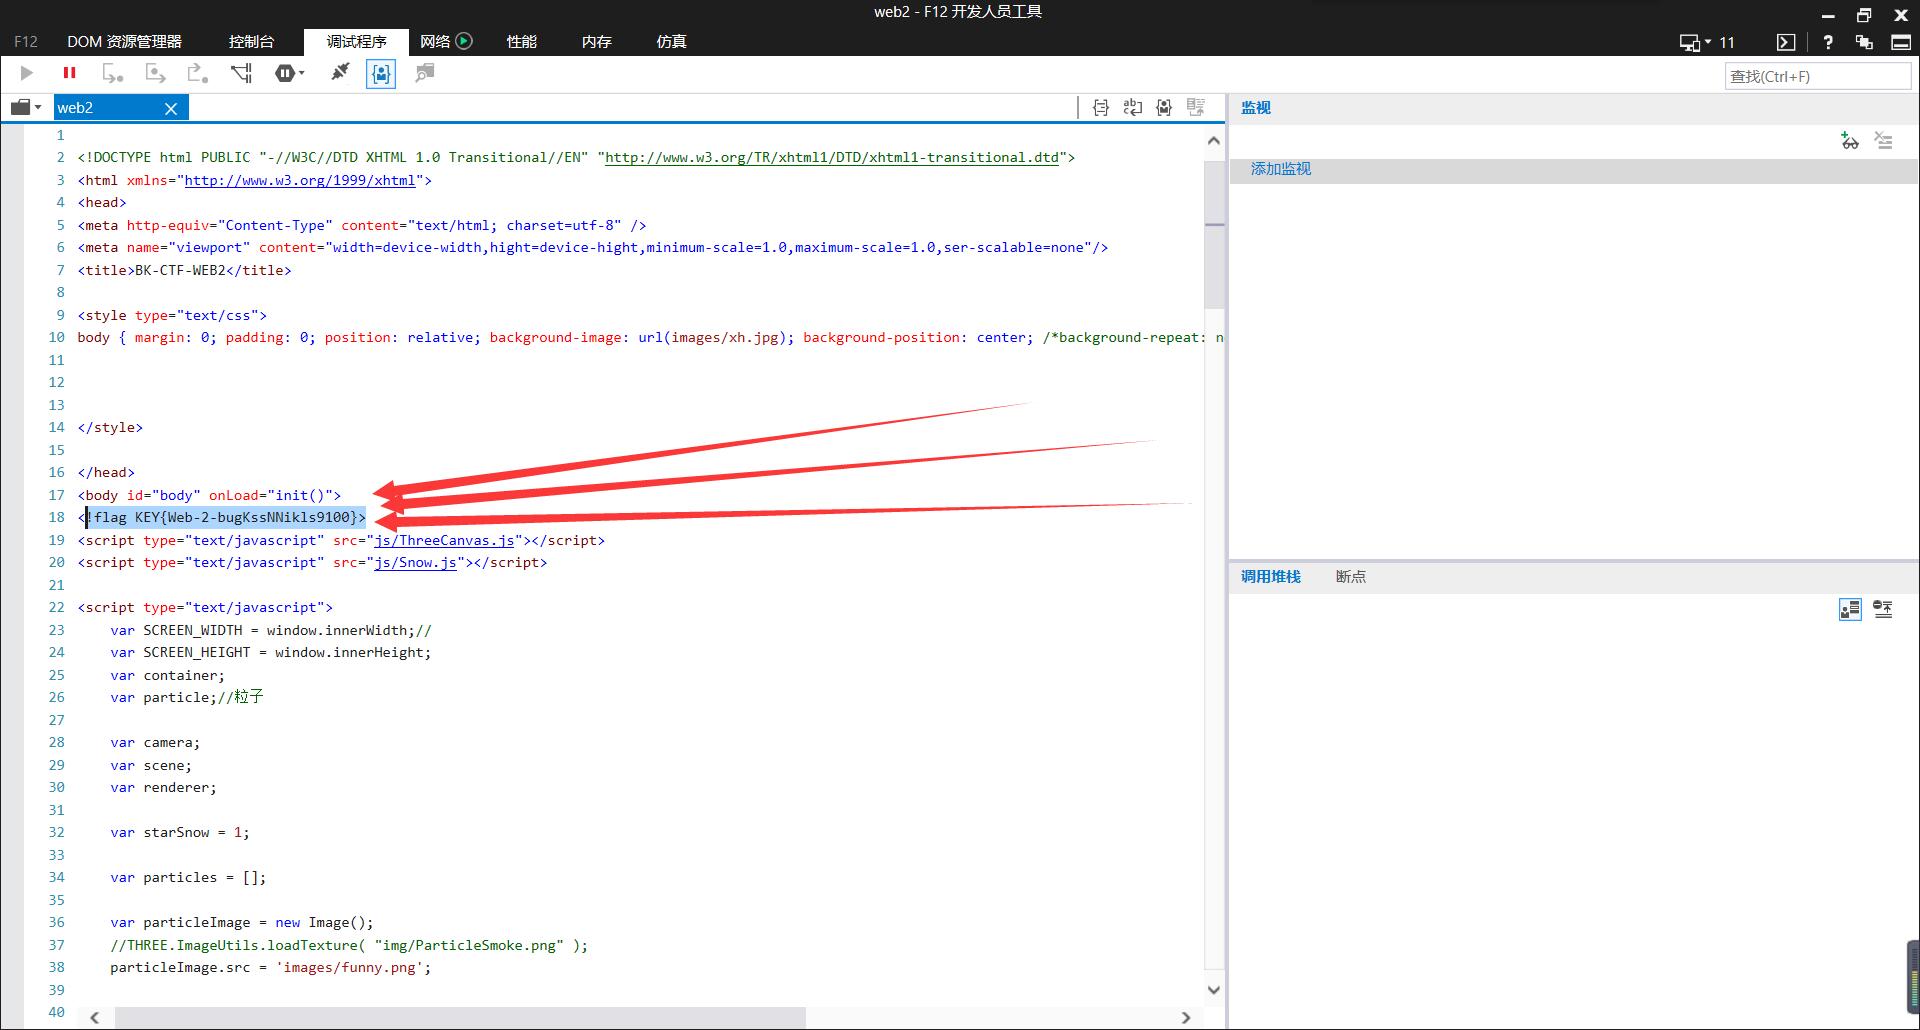 web2 - F12 开发人员工具
F12 DOM 资源管理器 控制台 调试程序 网络 性能 内存 仿真 11
查找(Ctrl+F)
web2
监视
添加监视
1
2 <!DOCTYPE html PUBLIC "-//W3C//DTD XHTML 1.0 Transitional//EN" "http://www.w3.org/TR/xhtml1/DTD/xhtml1-transitional.dtd">
3 <html xmlns="http://www.w3.org/1999/xhtml">
4 <head>
5 <meta http-equiv="Content-Type" content="text/html; charset=utf-8" />
6 <meta name="viewport" content="width=device-width,hight=device-hight,minimum-scale=1.0,maximum-scale=1.0,ser-scalable=none"/>
7 <title>BK-CTF-WEB2</title>
8
9 <style type="text/css">
10 body { margin: 0; padding: 0; position: relative; background-image: url(images/xh.jpg); background-position: center; /*background-repeat: n
11
12
13
14 </style>
15
16 </head>
17 <body id="body" onLoad="init()">
18 <!flag KEY{Web-2-bugKssNNikls9100}>
19 <script type="text/javascript" src="js/ThreeCanvas.js"></script>
20 <script type="text/javascript" src="js/Snow.js"></script>
21
22 <script type="text/javascript">
23 var SCREEN_WIDTH = window.innerWidth;//
24 var SCREEN_HEIGHT = window.innerHeight;
25 var container;
26 var particle;//粒子
27
28 var camera;
29 var scene;
30 var renderer;
31
32 var starSnow = 1;
33
34 var particles = [];
35
36 var particleImage = new Image();
37 //THREE.ImageUtils.loadTexture( "img/ParticleSmoke.png" );
38 particleImage.src = 'images/funny.png';
39
40
调用堆栈 断点